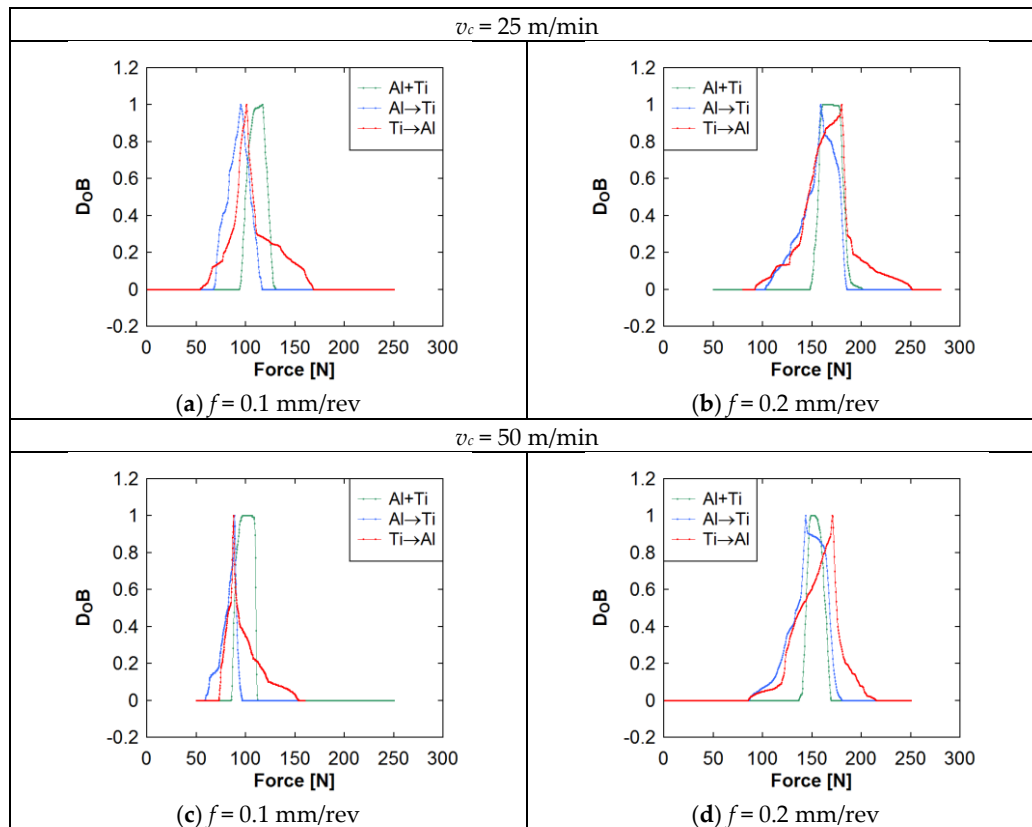 v_c = 25 m/min
1.2
1
0.8
0.6
0.4
0.2
0
-0.2
DoB
Al+Ti
Al→Ti
Ti→Al
0 50 100 150 200 250 300
Force [N]
(a) f = 0.1 mm/rev
1.2
1
0.8
0.6
0.4
0.2
0
-0.2
DoB
Al+Ti
Al→Ti
Ti→Al
0 50 100 150 200 250 300
Force [N]
(b) f = 0.2 mm/rev
v_c = 50 m/min
1.2
1
0.8
0.6
0.4
0.2
0
-0.2
DoB
Al+Ti
Al→Ti
Ti→Al
0 50 100 150 200 250 300
Force [N]
(c) f = 0.1 mm/rev
1.2
1
0.8
0.6
0.4
0.2
0
-0.2
DoB
Al+Ti
Al→Ti
Ti→Al
0 50 100 150 200 250 300
Force [N]
(d) f = 0.2 mm/rev